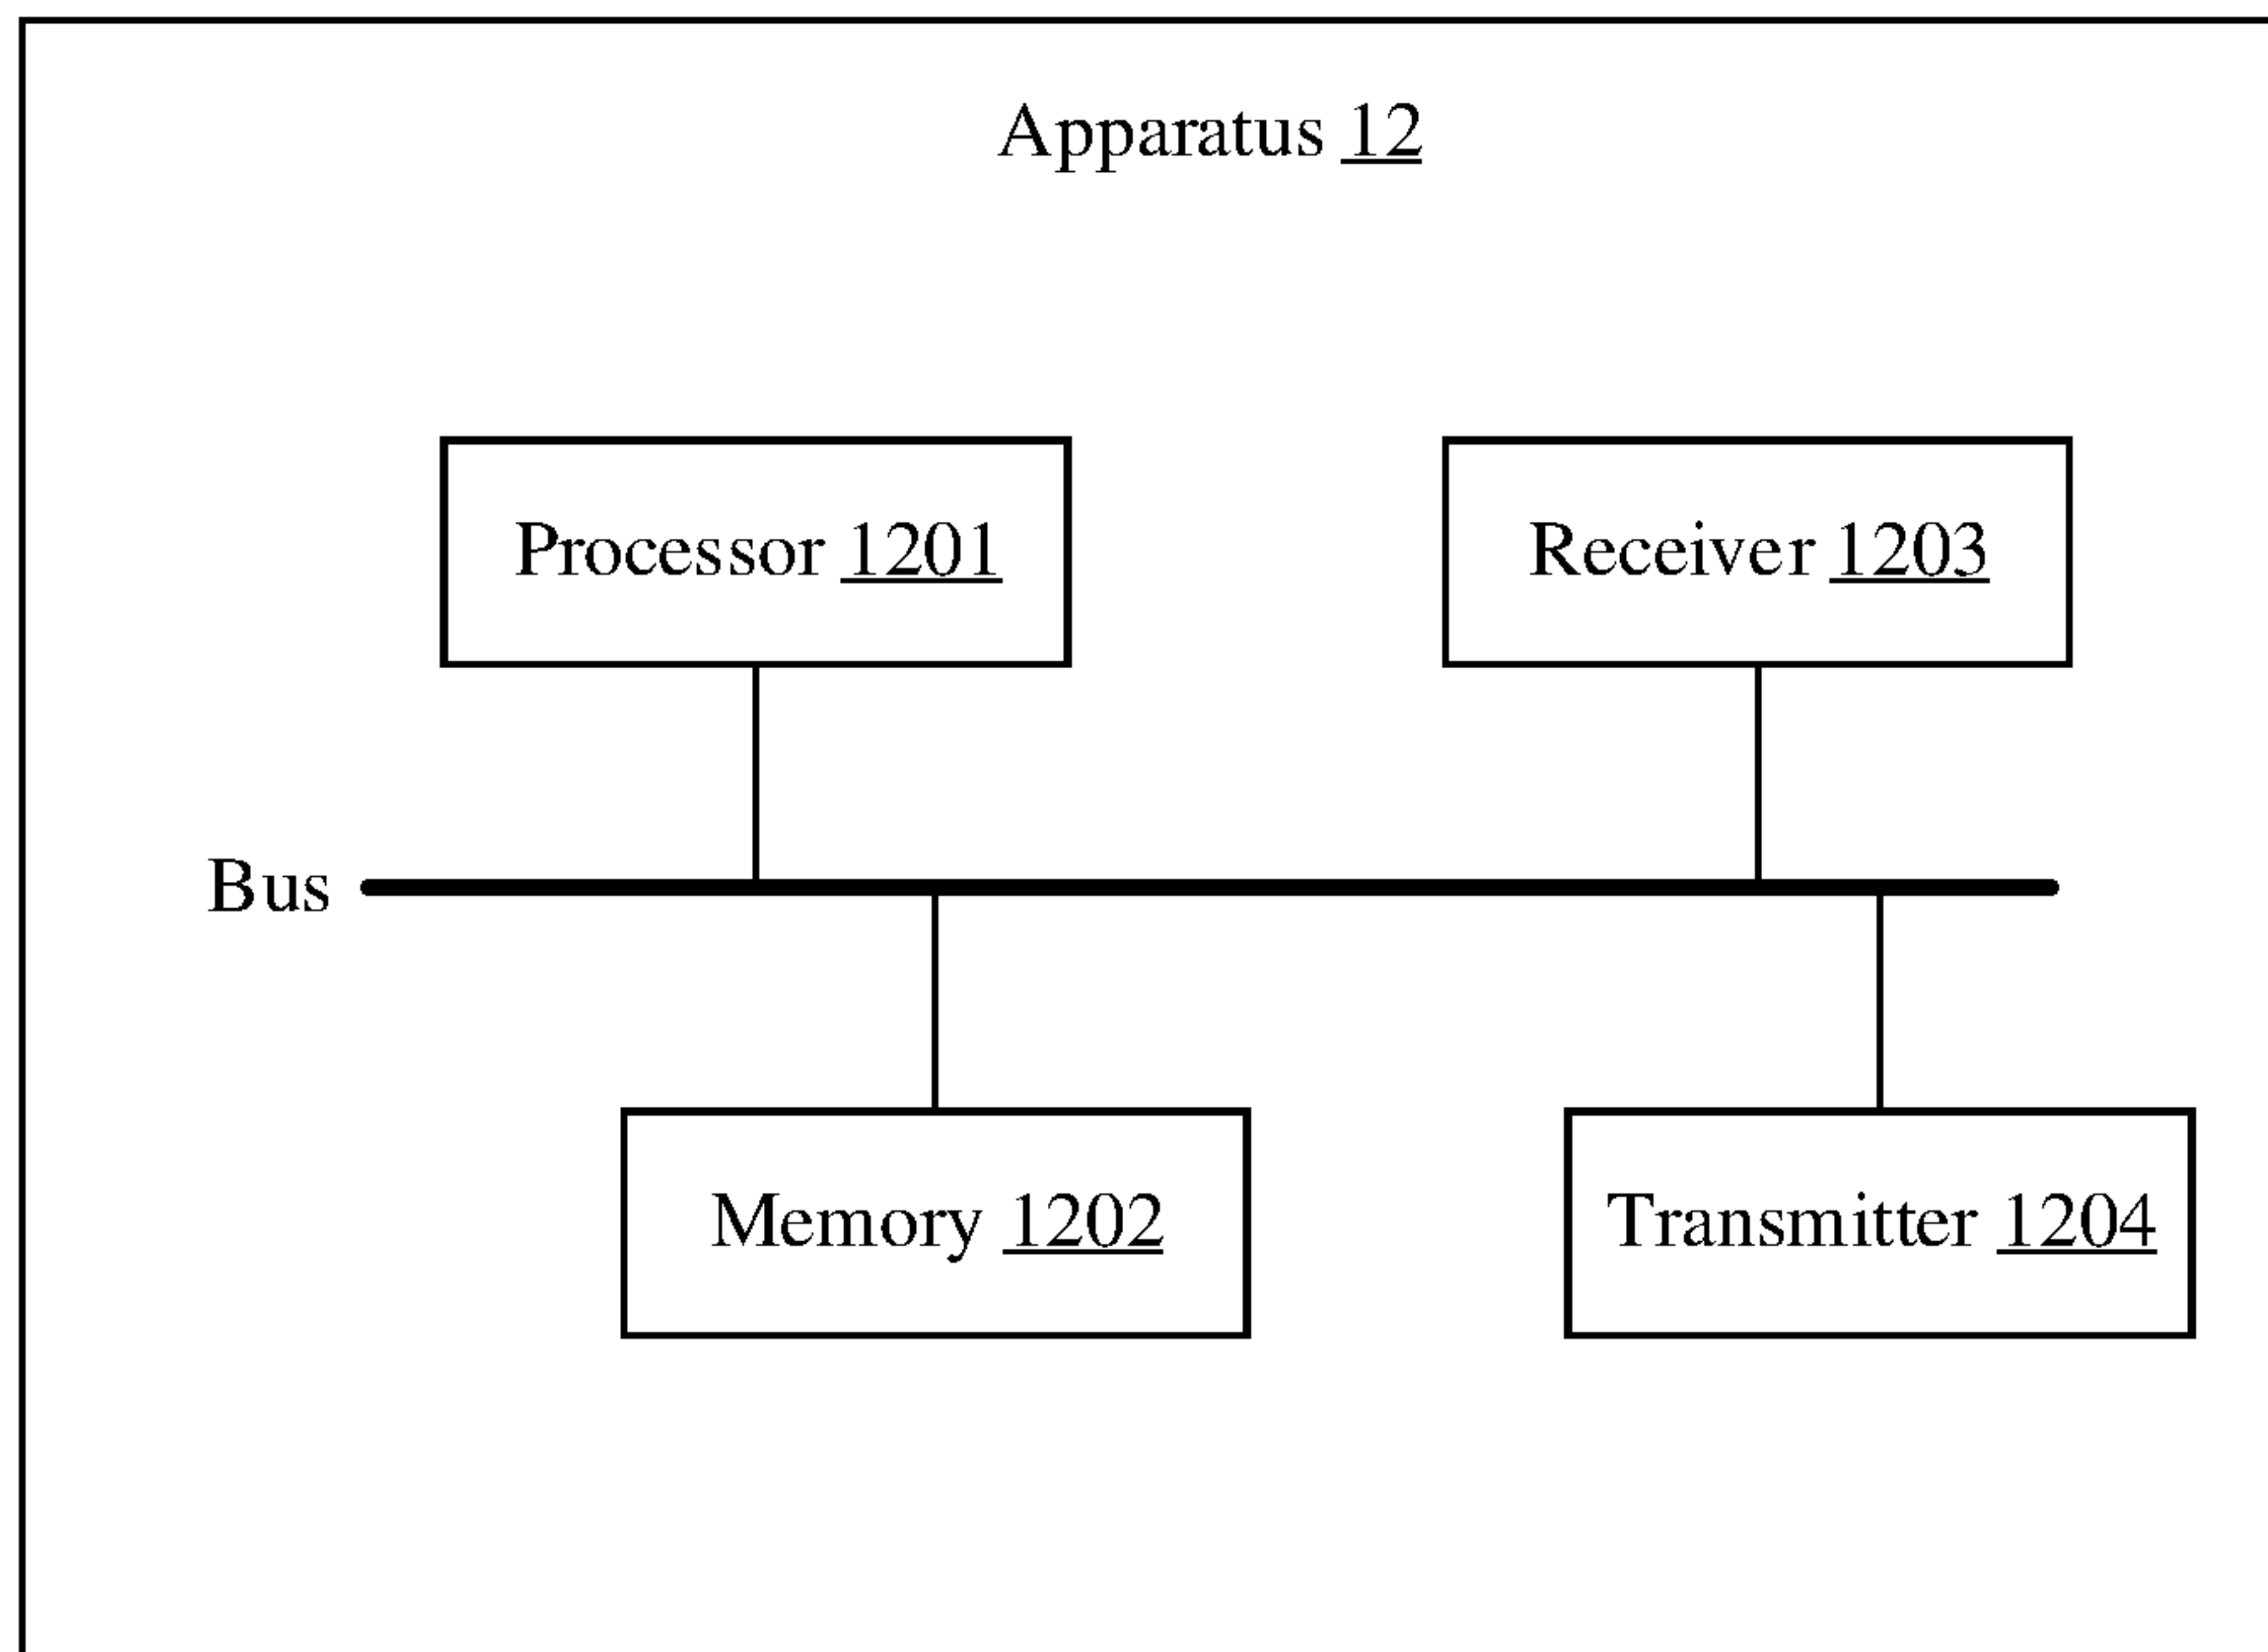 Apparatus 12
Processor 1201
Receiver 1203
Bus
Memory 1202
Transmitter 1204